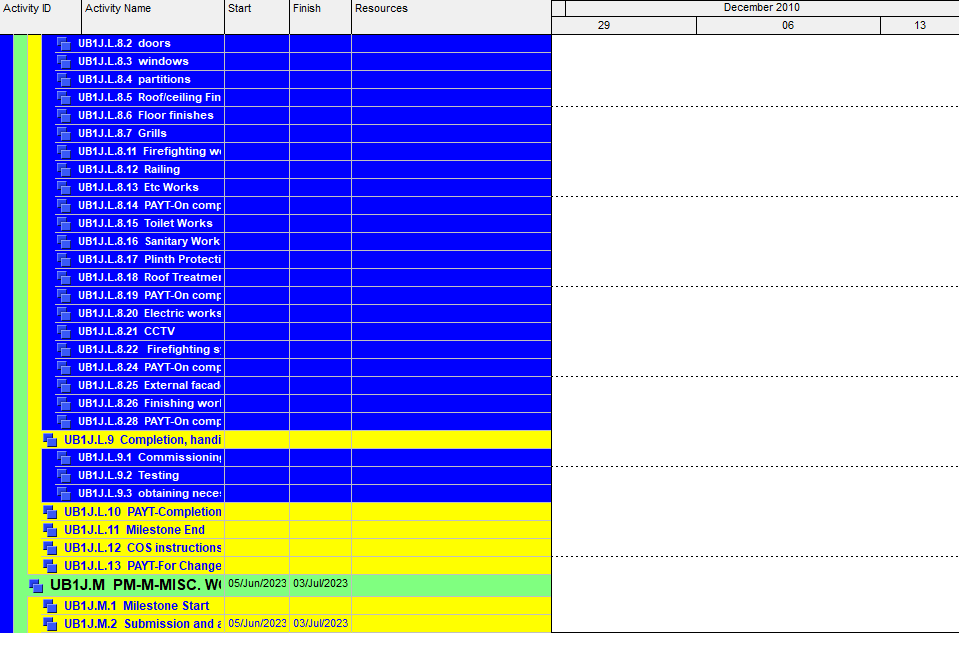 Activity ID Activity Name Start Finish Resources December 2010
29 06 13
UB1J.L.8.2 doors
UB1J.L.8.3 windows
UB1J.L.8.4 partitions
UB1J.L.8.5 Roof/ceiling Fin
UB1J.L.8.6 Floor finishes
UB1J.L.8.7 Grills
UB1J.L.8.11 Firefighting w
UB1J.L.8.12 Railing
UB1J.L.8.13 Etc Works
UB1J.L.8.14 PAYT-On comp
UB1J.L.8.15 Toilet Works
UB1J.L.8.16 Sanitary Work
UB1J.L.8.17 Plinth Protecti
UB1J.L.8.18 Roof Treatmen
UB1J.L.8.19 PAYT-On comp
UB1J.L.8.20 Electric works
UB1J.L.8.21 CCTV
UB1J.L.8.22 Firefighting s
UB1J.L.8.24 PAYT-On comp
UB1J.L.8.25 External facad
UB1J.L.8.26 Finishing wor
UB1J.L.8.28 PAYT-On comp
UB1J.L.9 Completion, handi
UB1J.L.9.1 Commissioning
UB1J.L.9.2 Testing
UB1J.L.9.3 obtaining nece
UB1J.L.10 PAYT-Completion
UB1J.L.11 Milestone End
UB1J.L.12 COS instructions
UB1J.L.13 PAYT-For Change
UB1J.M PM-M-MISC. W 05/Jun/2023 03/Jul/2023
UB1J.M.1 Milestone Start
UB1J.M.2 Submission and a 05/Jun/2023 03/Jul/2023